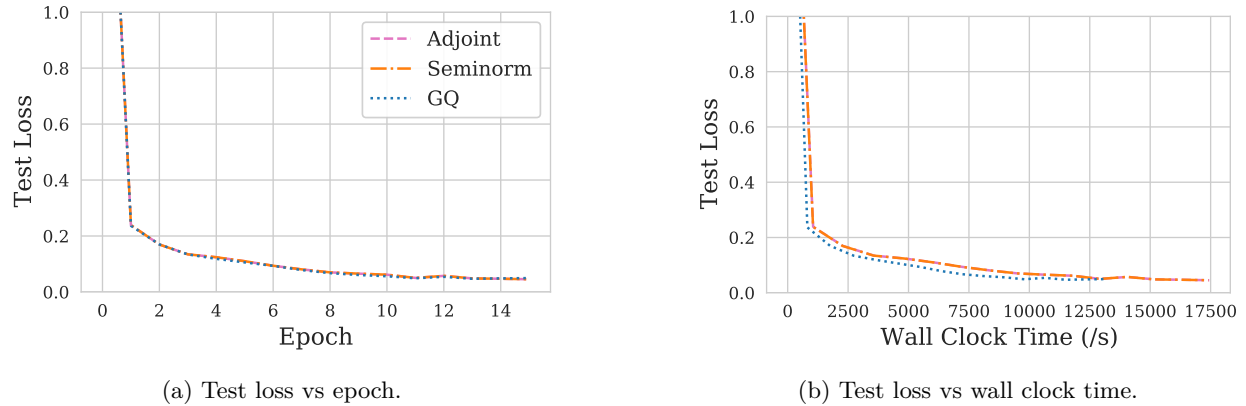 1.0
0.8
0.6
0.4
0.2
0.0
Test Loss
0 2 4 6 8 10 12 14
Epoch
Adjoint
Seminorm
GQ
(a) Test loss vs epoch.
1.0
0.8
0.6
0.4
0.2
0.0
Test Loss
0 2500 5000 7500 10000 12500 15000 17500
Wall Clock Time (/s)
(b) Test loss vs wall clock time.